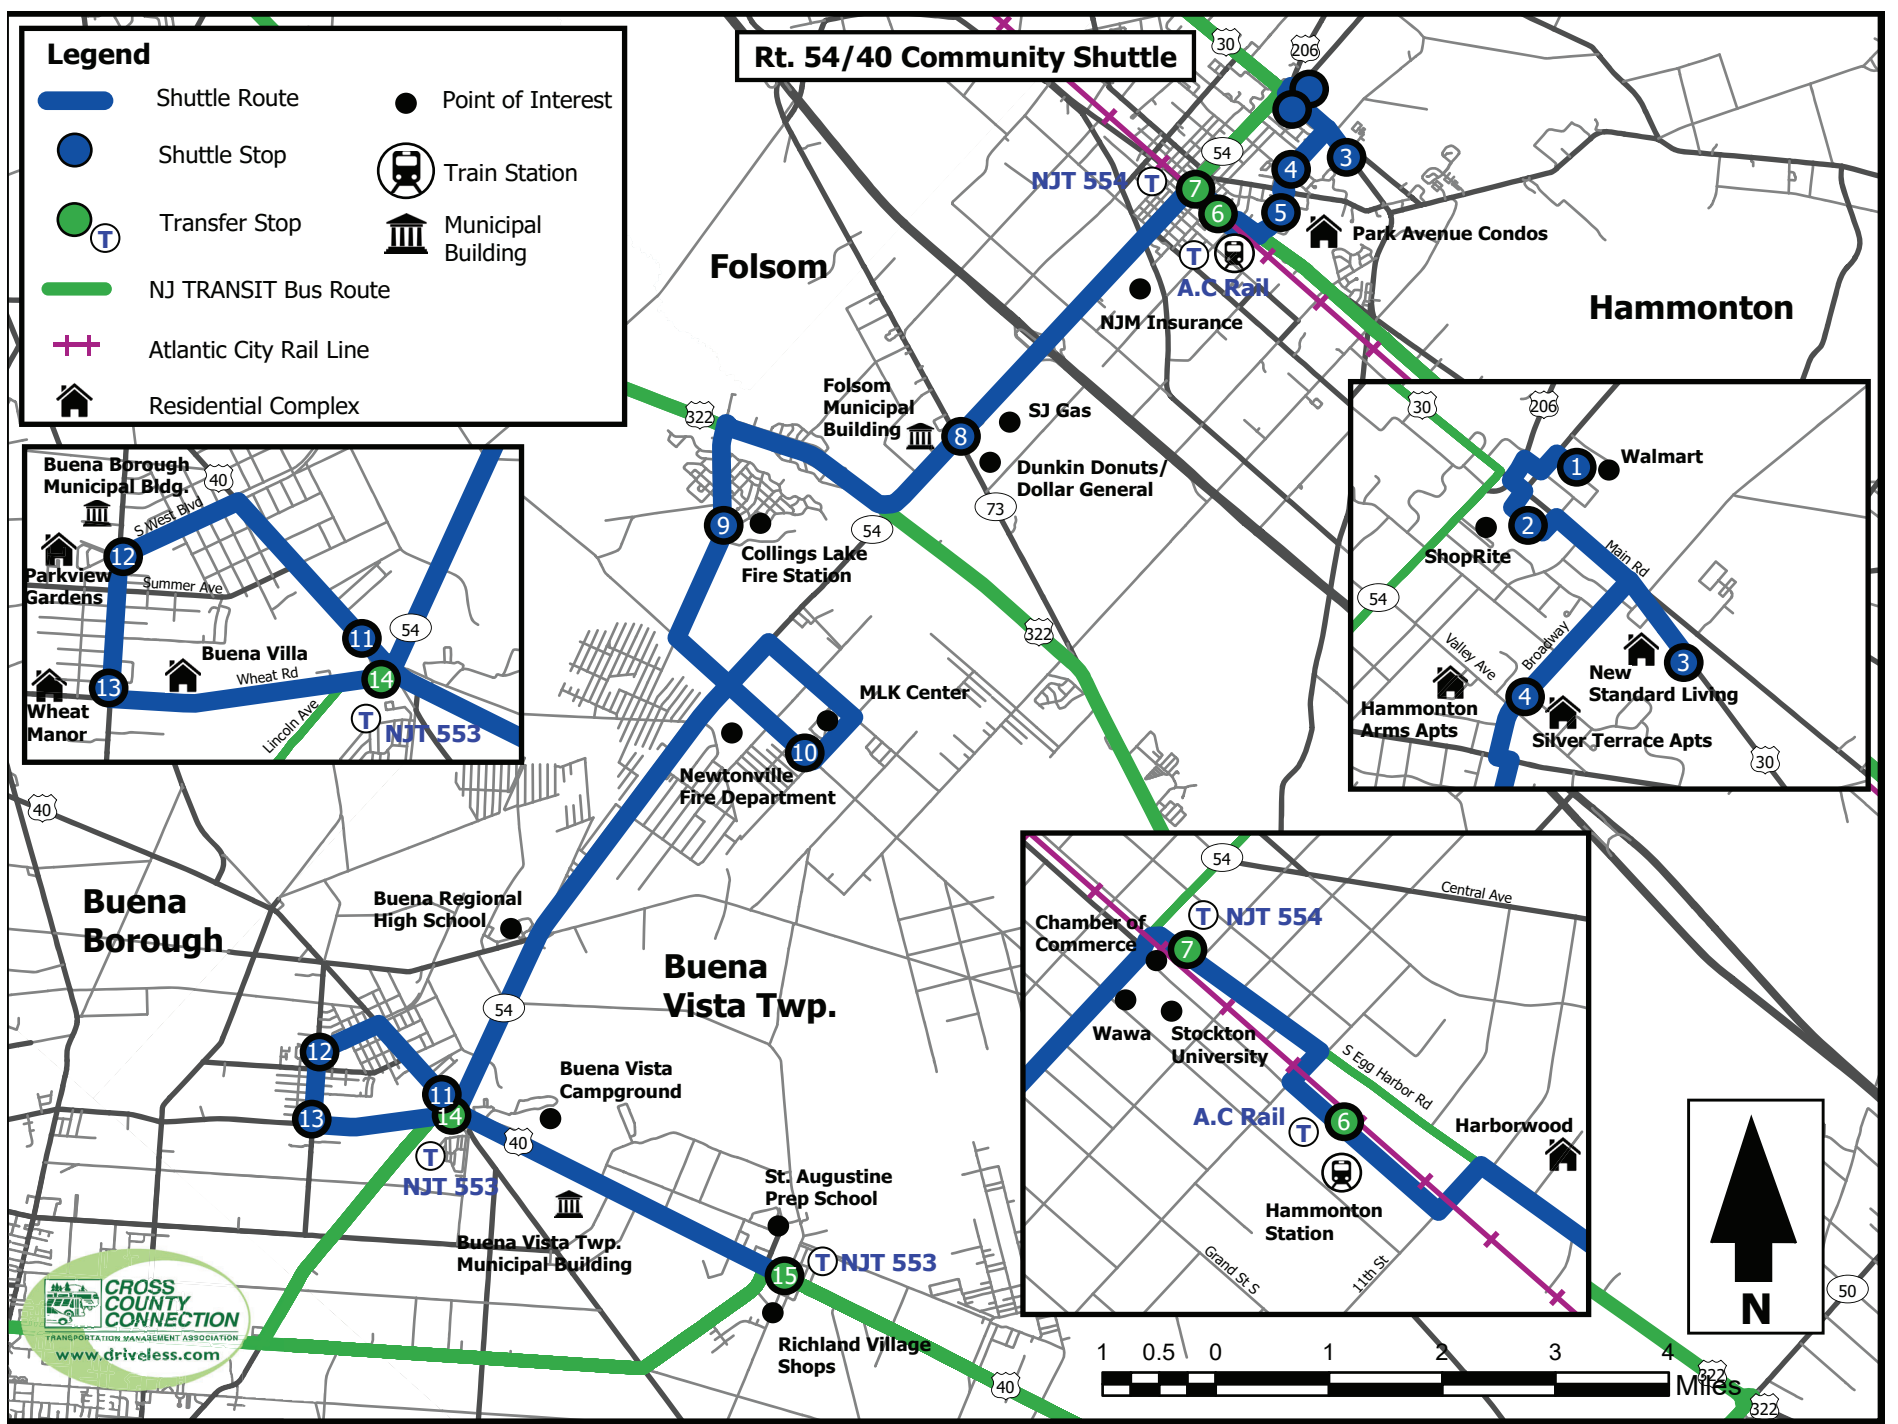 Rt. 54/40 Community Shuttle
Legend
Shuttle Route
Shuttle Stop
Transfer Stop
T
NJ TRANSIT Bus Route
Atlantic City Rail Line
Residential Complex
Point of Interest
Train Station
Municipal
Building
30
206
54
3
4
5
7
6
NJT 554
T
T
A.C Rail
Park Avenue Condos
NJM Insurance
Folsom
Hammonton
322
Folsom
Municipal
Building
8
SJ Gas
Dunkin Donuts/
Dollar General
73
54
9
Collings Lake
Fire Station
322
MLK Center
10
Newtonville
Fire Department
Buena Borough
Municipal Bldg.
40
S West Blvd
12
Parkview
Gardens
Summer Ave
11
54
Buena Villa
Wheat Rd
13
14
Wheat
Manor
Lincoln Ave
T
NJT 553
30
206
1
Walmart
2
ShopRite
Main Rd
54
Valley Ave
Broadway
New
Standard Living
3
4
Hammonton
Arms Apts
Silver Terrace Apts
30
40
Buena
Borough
Buena Regional
High School
Buena
Vista Twp.
54
12
11
14
13
Buena Vista
Campground
40
T
NJT 553
St. Augustine
Prep School
Buena Vista Twp.
Municipal Building
15
T
NJT 553
Richland Village
Shops
40
54
Central Ave
T
NJT 554
Chamber of
Commerce
7
Wawa
Stockton
University
S Egg Harbor Rd
A.C Rail
T
6
Harborwood
Hammonton
Station
Grand St S
11th St
N
50
322
322
1
0.5
0
1
2
3
4
Miles
CROSS
COUNTY
CONNECTION
TRANSPORTATION MANAGEMENT ASSOCIATION
www.driveless.com